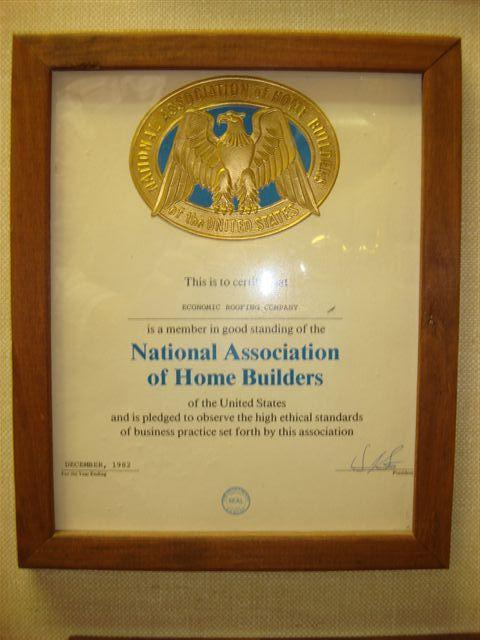 NATIONAL ASSOCIATION of HOME BUILDERS
of the UNITED STATES
This is to certify that
ECONOMIC ROOFING COMPANY
is a member in good standing of the
National Association
of Home Builders
of the United States
and is pledged to observe the high ethical standards
of business practice set forth by this association
DECEMBER, 1982
For the Year Ending
President
SEAL